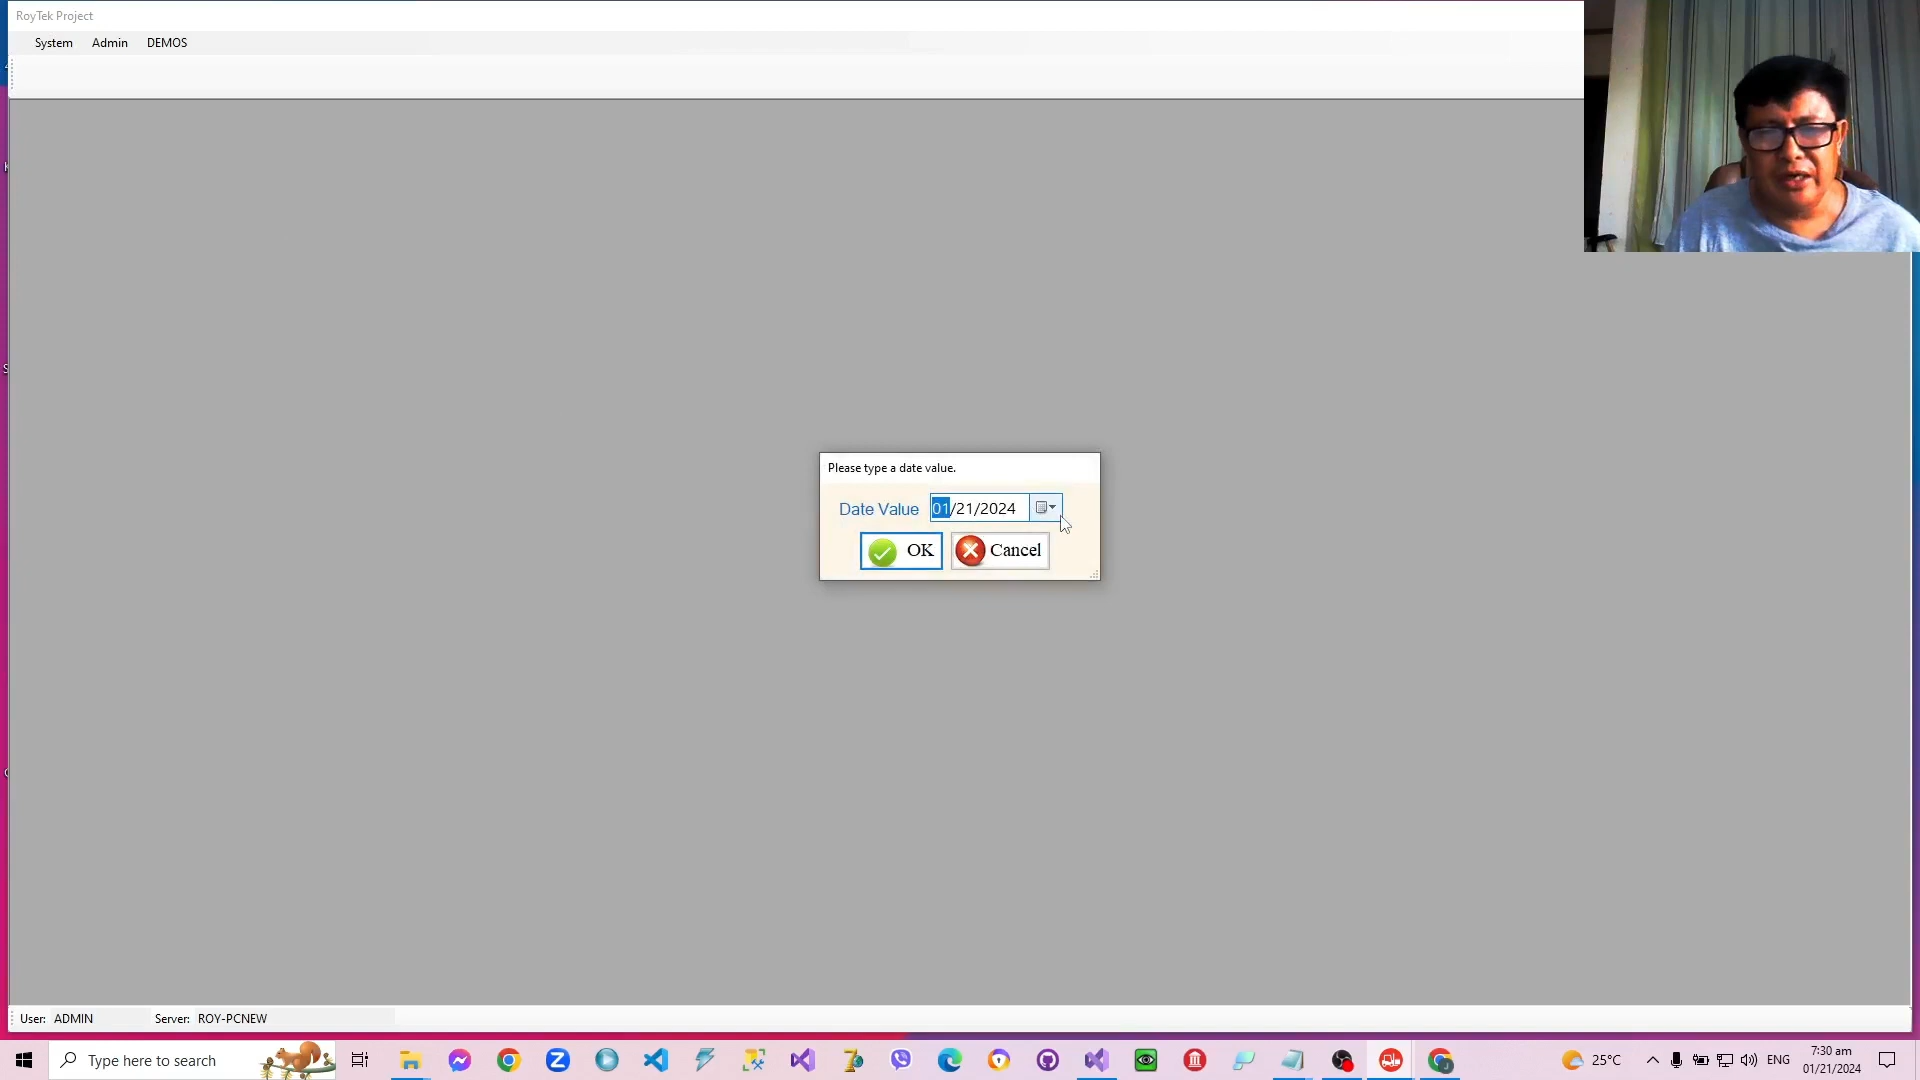 RoyTek Project
System Admin DEMOS
Please type a date value.
Date Value 01/21/2024
OK Cancel
User: ADMIN Server: ROY-PCNEW
Type here to search
25°C
ENG
7:30 am
01/21/2024